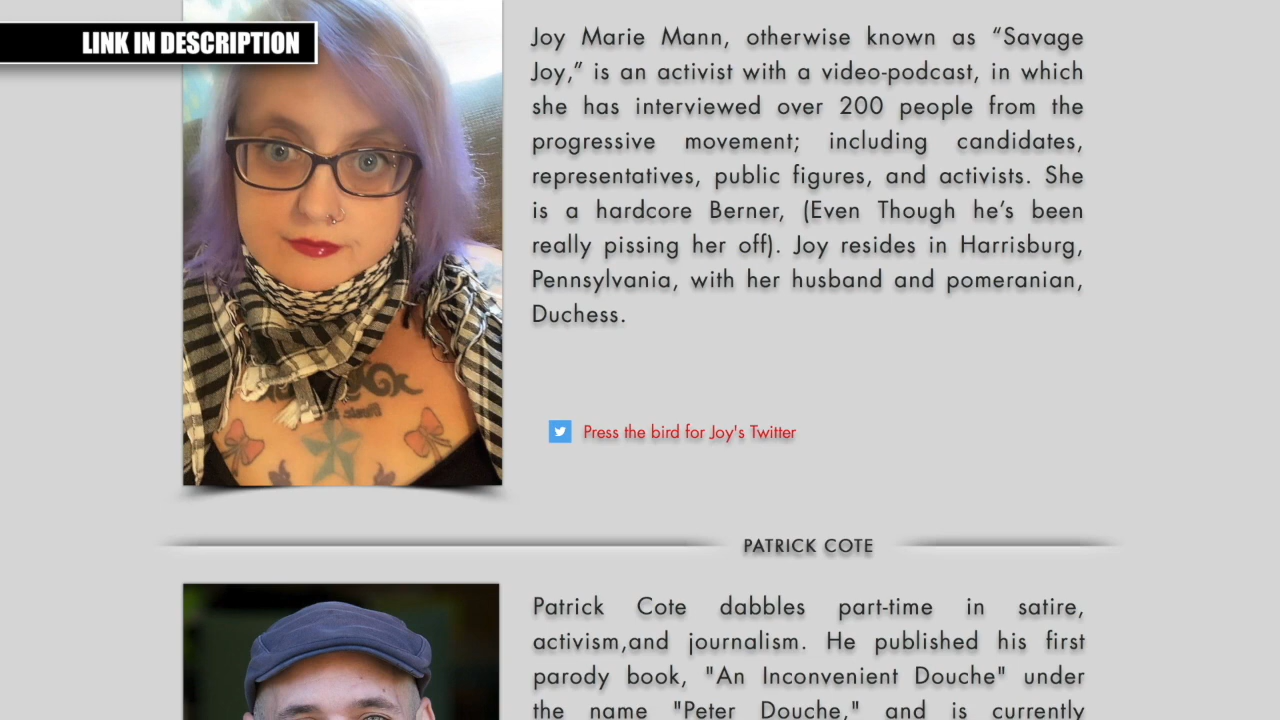 LINK IN DESCRIPTION
Joy Marie Mann, otherwise known as “Savage
Joy,” is an activist with a video-podcast, in which
she has interviewed over 200 people from the
progressive movement; including candidates,
representatives, public figures, and activists. She
is a hardcore Berner, (Even Though he’s been
really pissing her off). Joy resides in Harrisburg,
Pennsylvania, with her husband and pomeranian,
Duchess.
Press the bird for Joy's Twitter
PATRICK COTE
Patrick Cote dabbles part-time in satire,
activism,and journalism. He published his first
parody book, "An Inconvenient Douche" under
the name "Peter Douche," and is currently